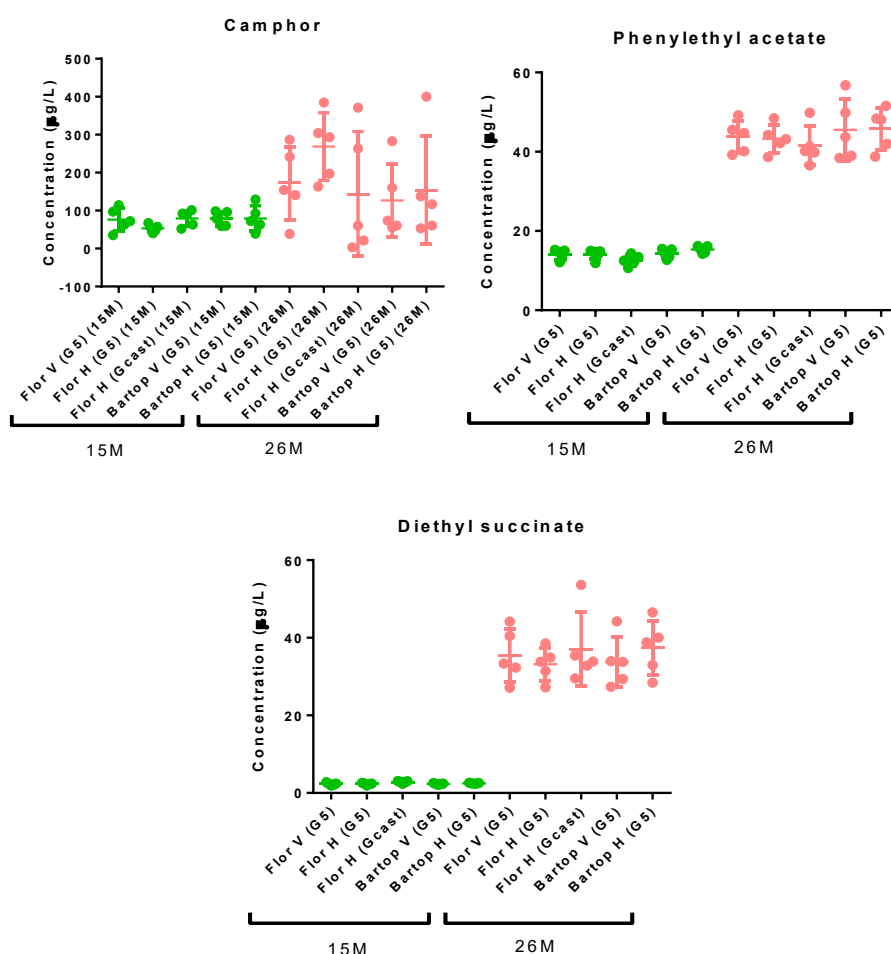 Camphor
Concentration (µg/L)
500
400
300
200
100
0
-100
Flor V (G5) (15M)
Flor H (G5) (15M)
Flor H (Gcast) (15M)
Bartop V (G5) (15M)
Bartop H (G5) (15M)
Flor V (G5) (26M)
Flor H (G5) (26M)
Flor H (Gcast) (26M)
Bartop V (G5) (26M)
Bartop H (G5) (26M)
15M
26M
Phenylethyl acetate
Concentration (µg/L)
60
40
20
0
Flor V (G5)
Flor H (G5)
Flor H (Gcast)
Bartop V (G5)
Bartop H (G5)
Flor V (G5)
Flor H (G5)
Flor H (Gcast)
Bartop V (G5)
Bartop H (G5)
15M
26M
Diethyl succinate
Concentration (µg/L)
60
40
20
0
Flor V (G5)
Flor H (G5)
Flor H (Gcast)
Bartop V (G5)
Bartop H (G5)
Flor V (G5)
Flor H (G5)
Flor H (Gcast)
Bartop V (G5)
Bartop H (G5)
15M
26M